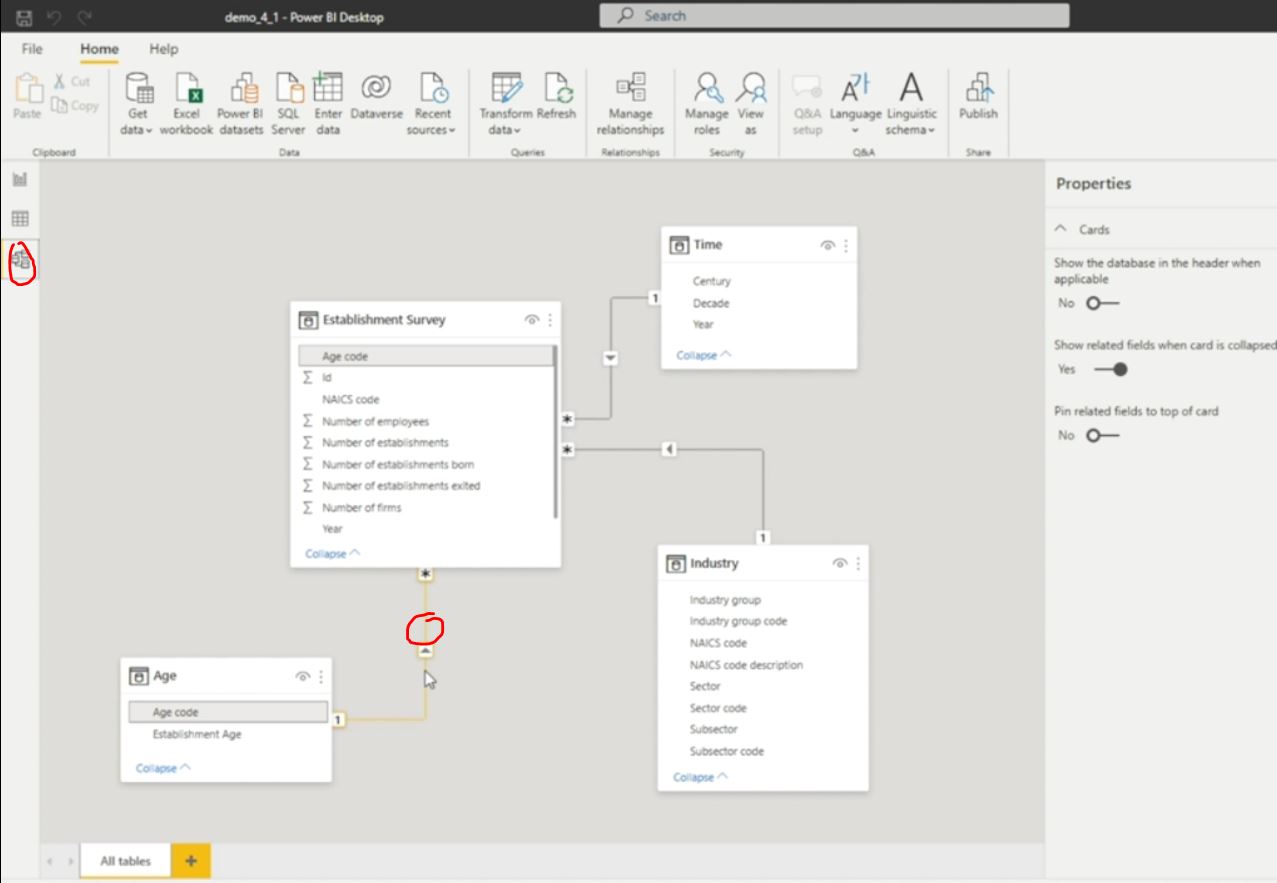 demo_4_1 - Power BI Desktop
Search
File Home Help
Paste
Cut
Copy
Clipboard
Get data
Excel workbook
Power BI datasets
SQL Server
Enter data
Dataverse
Recent sources
Data
Transform data
Refresh
Queries
Manage relationships
Relationships
Manage roles
View as
Security
Q&A setup
Language
Linguistic schema
Q&A
Publish
Share
Properties
Cards
Show the database in the header when
applicable
No
Show related fields when card is collapsed
Yes
Pin related fields to top of card
No
Time
Century
Decade
Year
Collapse
1
*
Establishment Survey
Age code
Σ Id
NAICS code
Σ Number of employees
Σ Number of establishments
Σ Number of establishments born
Σ Number of establishments exited
Σ Number of firms
Year
Collapse
*
1
*
Industry
Industry group
Industry group code
NAICS code
NAICS code description
Sector
Sector code
Subsector
Subsector code
Collapse
Age
Age code
Establishment Age
Collapse
1
All tables
+